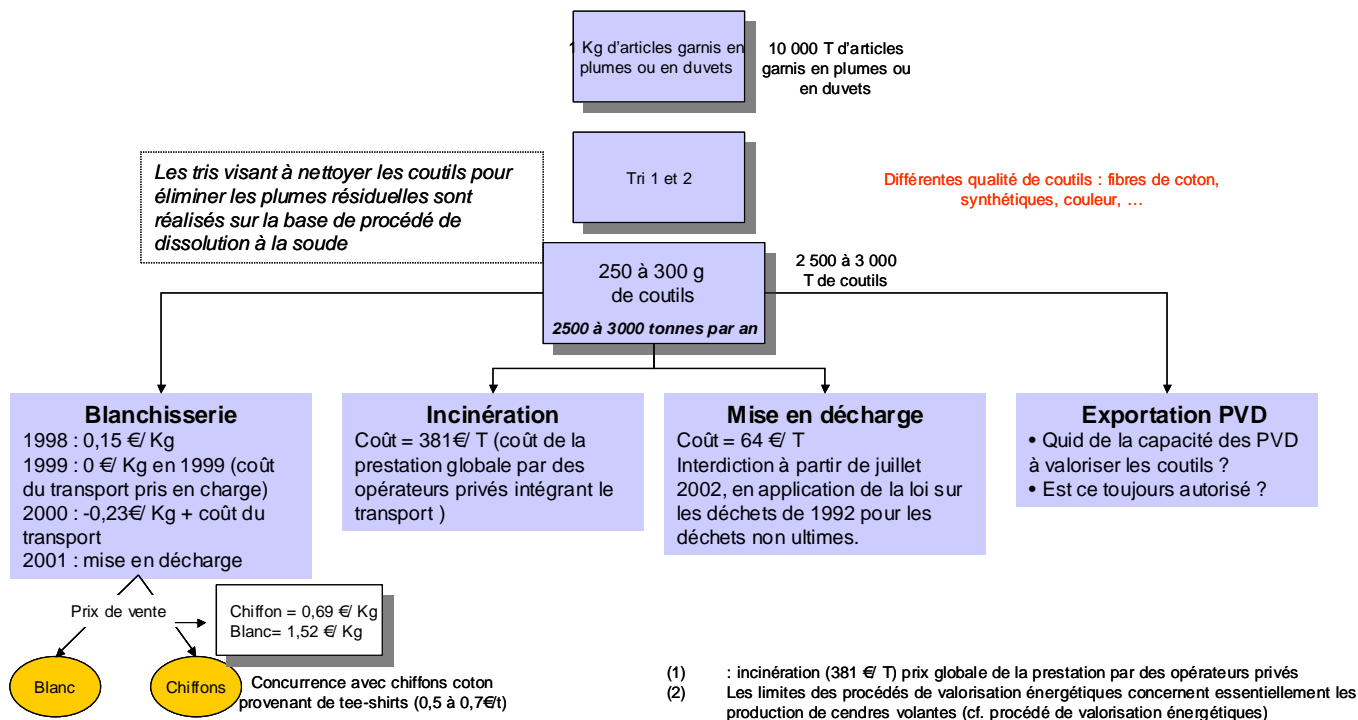 1 Kg d'articles garnis en
plumes ou en duvets
10 000 T d'articles
garnis en plumes ou
en duvets
Les tris visant à nettoyer les coutils pour
éliminer les plumes résiduelles sont
réalisés sur la base de procédé de
dissolution à la soude
Tri 1 et 2
Différentes qualité de coutils : fibres de coton,
synthétiques, couleur, …
250 à 300 g
de coutils
2500 à 3000 tonnes par an
2 500 à 3 000
T de coutils
Blanchisserie
1998 : 0,15 €/ Kg
1999 : 0 €/ Kg en 1999 (coût
du transport pris en charge)
2000 : -0,23€/ Kg + coût du
transport
2001 : mise en décharge
Incinération
Coût = 381€/ T (coût de la
prestation globale par des
opérateurs privés intégrant le
transport )
Mise en décharge
Coût = 64 €/ T
Interdiction à partir de juillet
2002, en application de la loi sur
les déchets de 1992 pour les
déchets non ultimes.
Exportation PVD
• Quid de la capacité des PVD
à valoriser les coutils ?
• Est ce toujours autorisé ?
Prix de vente
Chiffon = 0,69 €/ Kg
Blanc= 1,52 €/ Kg
Blanc
Chiffons
Concurrence avec chiffons coton
provenant de tee-shirts (0,5 à 0,7€/t)
(1) : incinération (381 €/ T) prix globale de la prestation par des opérateurs privés
(2) Les limites des procédés de valorisation énergétiques concernent essentiellement les
production de cendres volantes (cf. procédé de valorisation énergétiques)